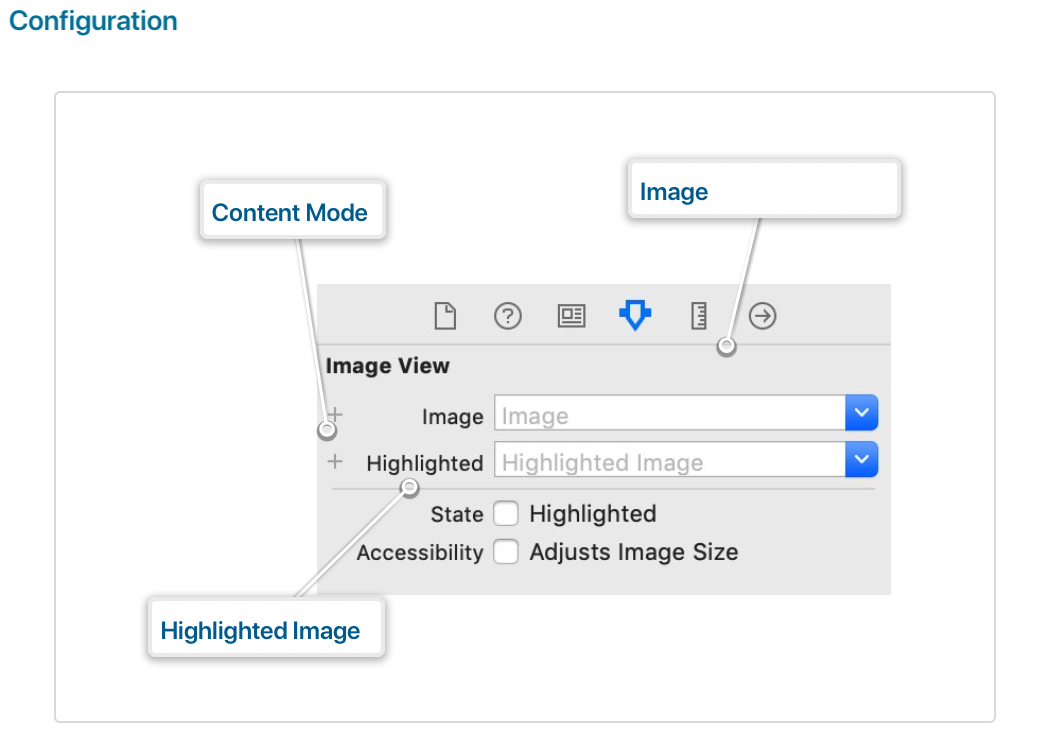 Configuration
Image
Content Mode
Image View
Image Image
Highlighted Highlighted Image
State Highlighted
Accessibility Adjusts Image Size
Highlighted Image